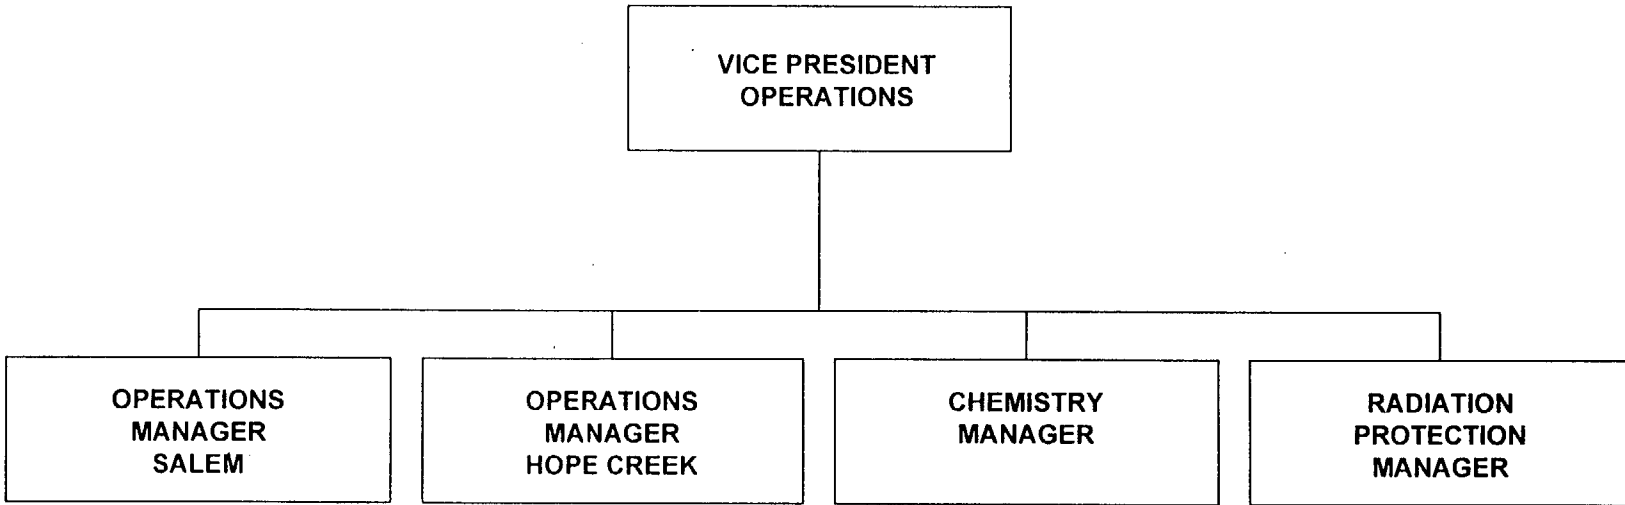 VICE PRESIDENT
OPERATIONS
OPERATIONS
MANAGER
SALEM
OPERATIONS
MANAGER
HOPE CREEK
CHEMISTRY
MANAGER
RADIATION
PROTECTION
MANAGER